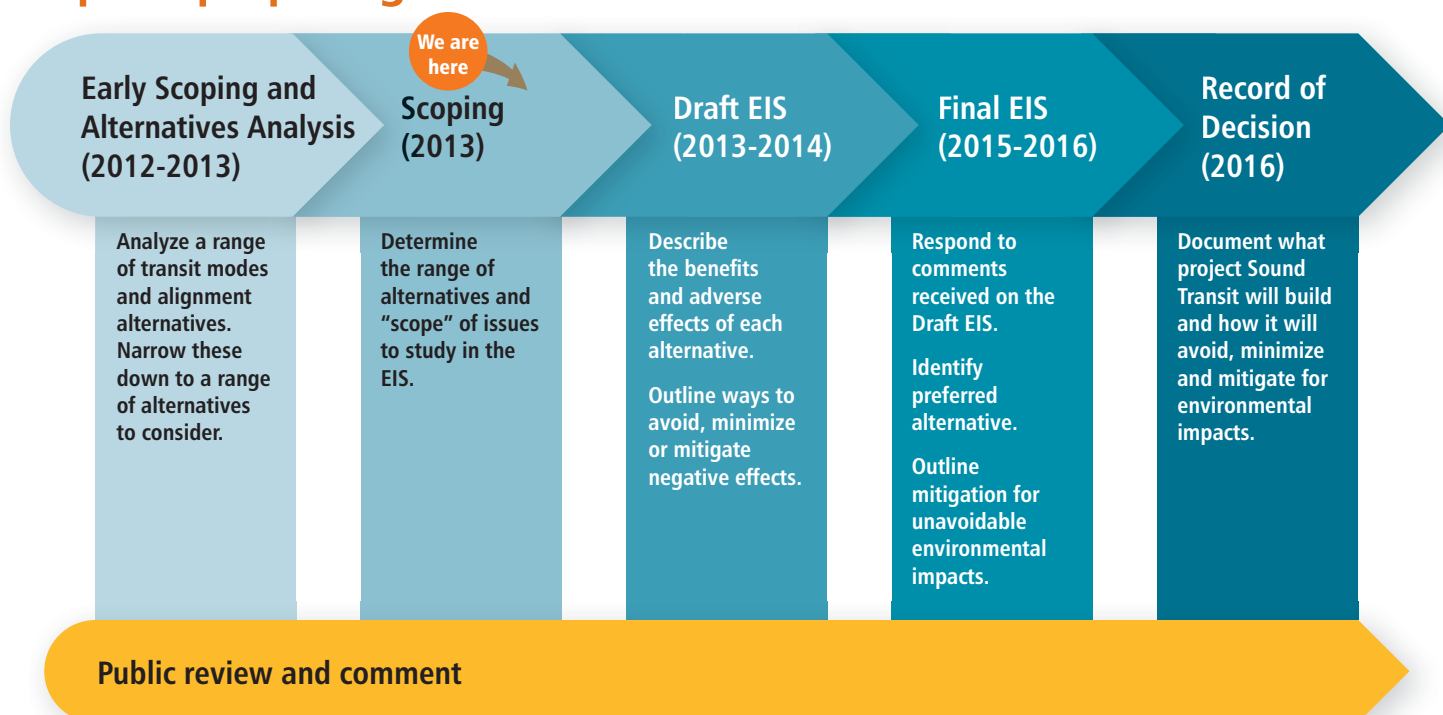 We are
here
Early Scoping and
Alternatives Analysis
(2012-2013)
Scoping
(2013)
Draft EIS
(2013-2014)
Final EIS
(2015-2016)
Record of
Decision
(2016)
Analyze a range
of transit modes
and alignment
alternatives.
Narrow these
down to a range
of alternatives
to consider.
Determine
the range of
alternatives and
“scope” of issues
to study in the
EIS.
Describe
the benefits
and adverse
effects of each
alternative.
Outline ways to
avoid, minimize
or mitigate
negative effects.
Respond to
comments
received on the
Draft EIS.
Identify
preferred
alternative.
Outline
mitigation for
unavoidable
environmental
impacts.
Document what
project Sound
Transit will build
and how it will
avoid, minimize
and mitigate for
environmental
impacts.
Public review and comment